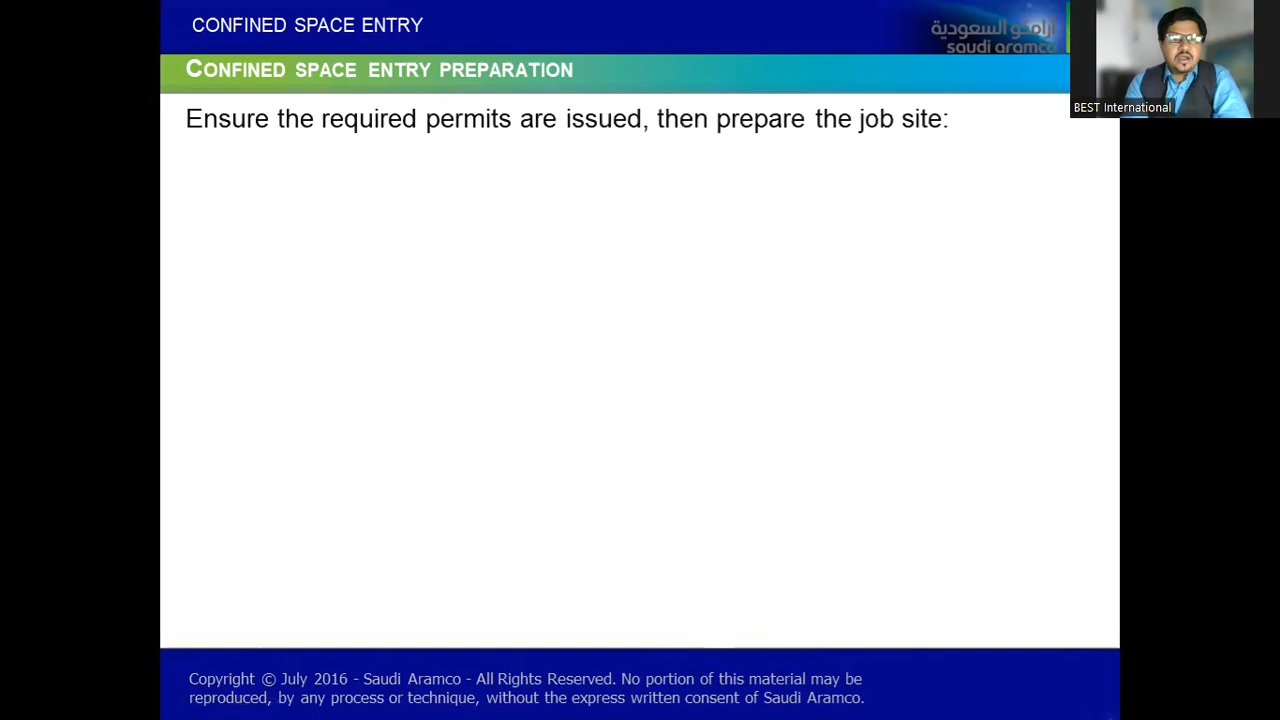 CONFINED SPACE ENTRY
أرامكو السعودية
saudi aramco
BEST International
CONFINED SPACE ENTRY PREPARATION
Ensure the required permits are issued, then prepare the job site:
Copyright © July 2016 - Saudi Aramco - All Rights Reserved. No portion of this material may be
reproduced, by any process or technique, without the express written consent of Saudi Aramco.